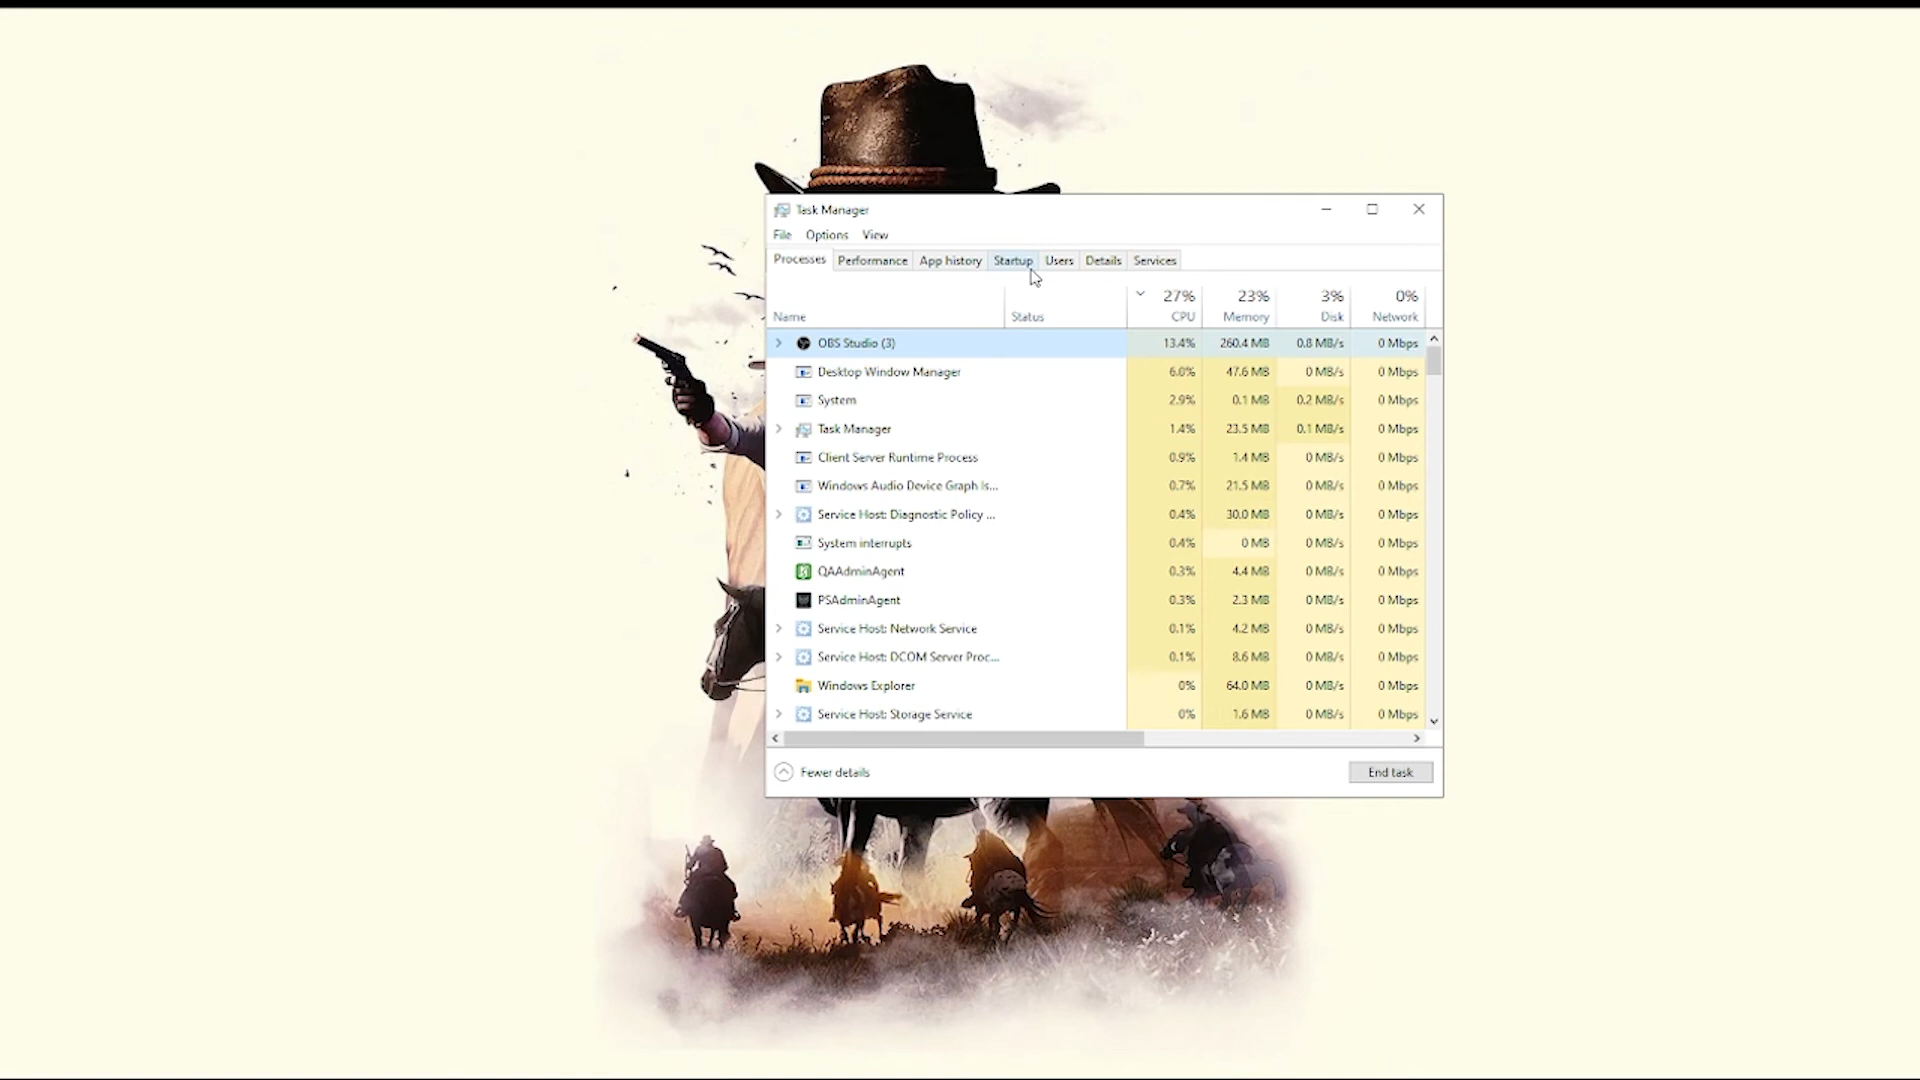 Task Manager
File Options View
Processes Performance App history Startup Users Details Services
27% 23% 3% 0%
Name Status CPU Memory Disk Network
OBS Studio (3) 13.4% 260.4 MB 0.8 MB/s 0 Mbps
Desktop Window Manager 6.0% 47.6 MB 0 MB/s 0 Mbps
System 2.9% 0.1 MB 0.2 MB/s 0 Mbps
Task Manager 1.4% 23.5 MB 0.1 MB/s 0 Mbps
Client Server Runtime Process 0.9% 1.4 MB 0 MB/s 0 Mbps
Windows Audio Device Graph Is... 0.7% 21.5 MB 0 MB/s 0 Mbps
Service Host: Diagnostic Policy ... 0.4% 30.0 MB 0 MB/s 0 Mbps
System interrupts 0.4% 0 MB 0 MB/s 0 Mbps
QAAdminAgent 0.3% 4.4 MB 0 MB/s 0 Mbps
PSAdminAgent 0.3% 2.3 MB 0 MB/s 0 Mbps
Service Host: Network Service 0.1% 4.2 MB 0 MB/s 0 Mbps
Service Host: DCOM Server Proc... 0.1% 8.6 MB 0 MB/s 0 Mbps
Windows Explorer 0% 64.0 MB 0 MB/s 0 Mbps
Service Host: Storage Service 0% 1.6 MB 0 MB/s 0 Mbps
Fewer details End task